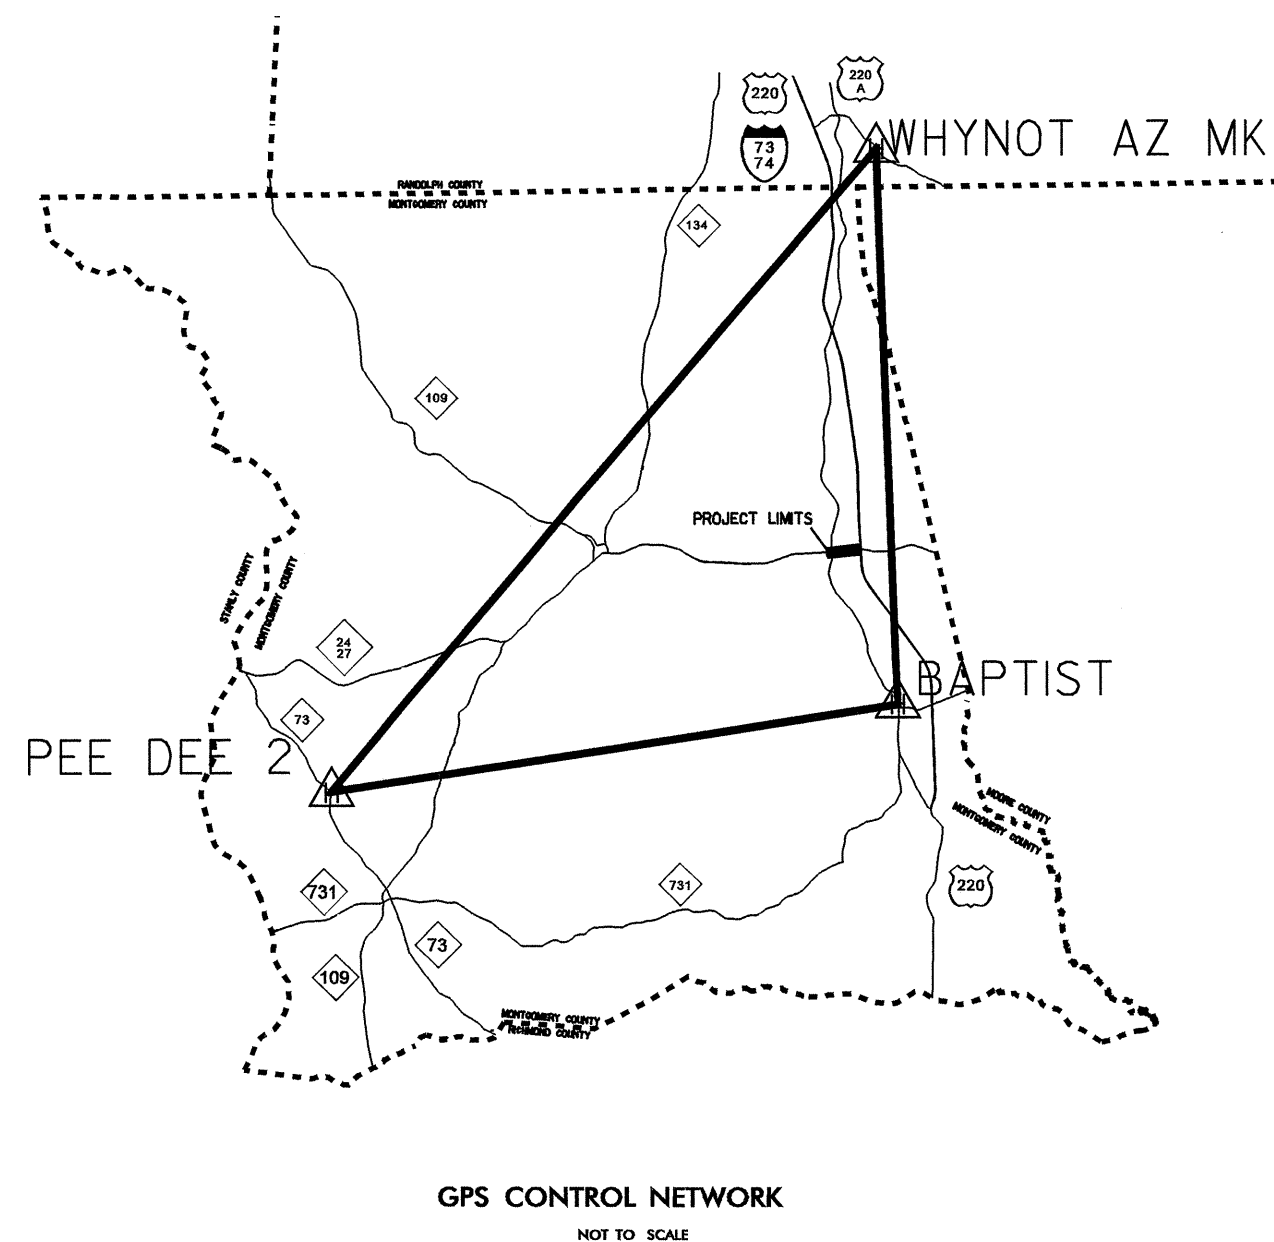 220
A
220
73
74
WHYNOT AZ MK
RANDOLPH COUNTY
MONTGOMERY COUNTY
134
109
PROJECT LIMITS
STANLY COUNTY
MONTGOMERY COUNTY
24
27
73
BAPTIST
PEE DEE 2
MOORE COUNTY
MONTGOMERY COUNTY
731
731
220
73
109
MONTGOMERY COUNTY
RICHMOND COUNTY
GPS CONTROL NETWORK
NOT TO SCALE